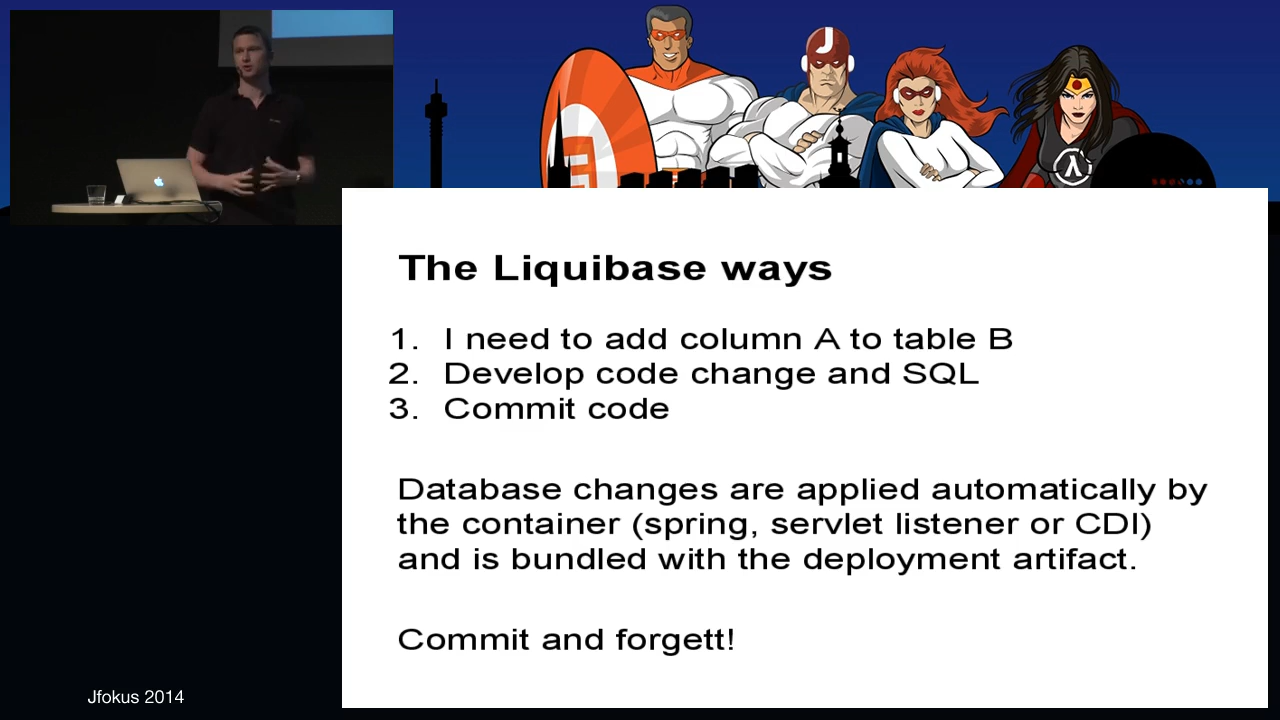 J
The Liquibase ways
1. I need to add column A to table B
2. Develop code change and SQL
3. Commit code
Database changes are applied automatically by
the container (spring, servlet listener or CDI)
and is bundled with the deployment artifact.
Commit and forgett!
Jfokus 2014